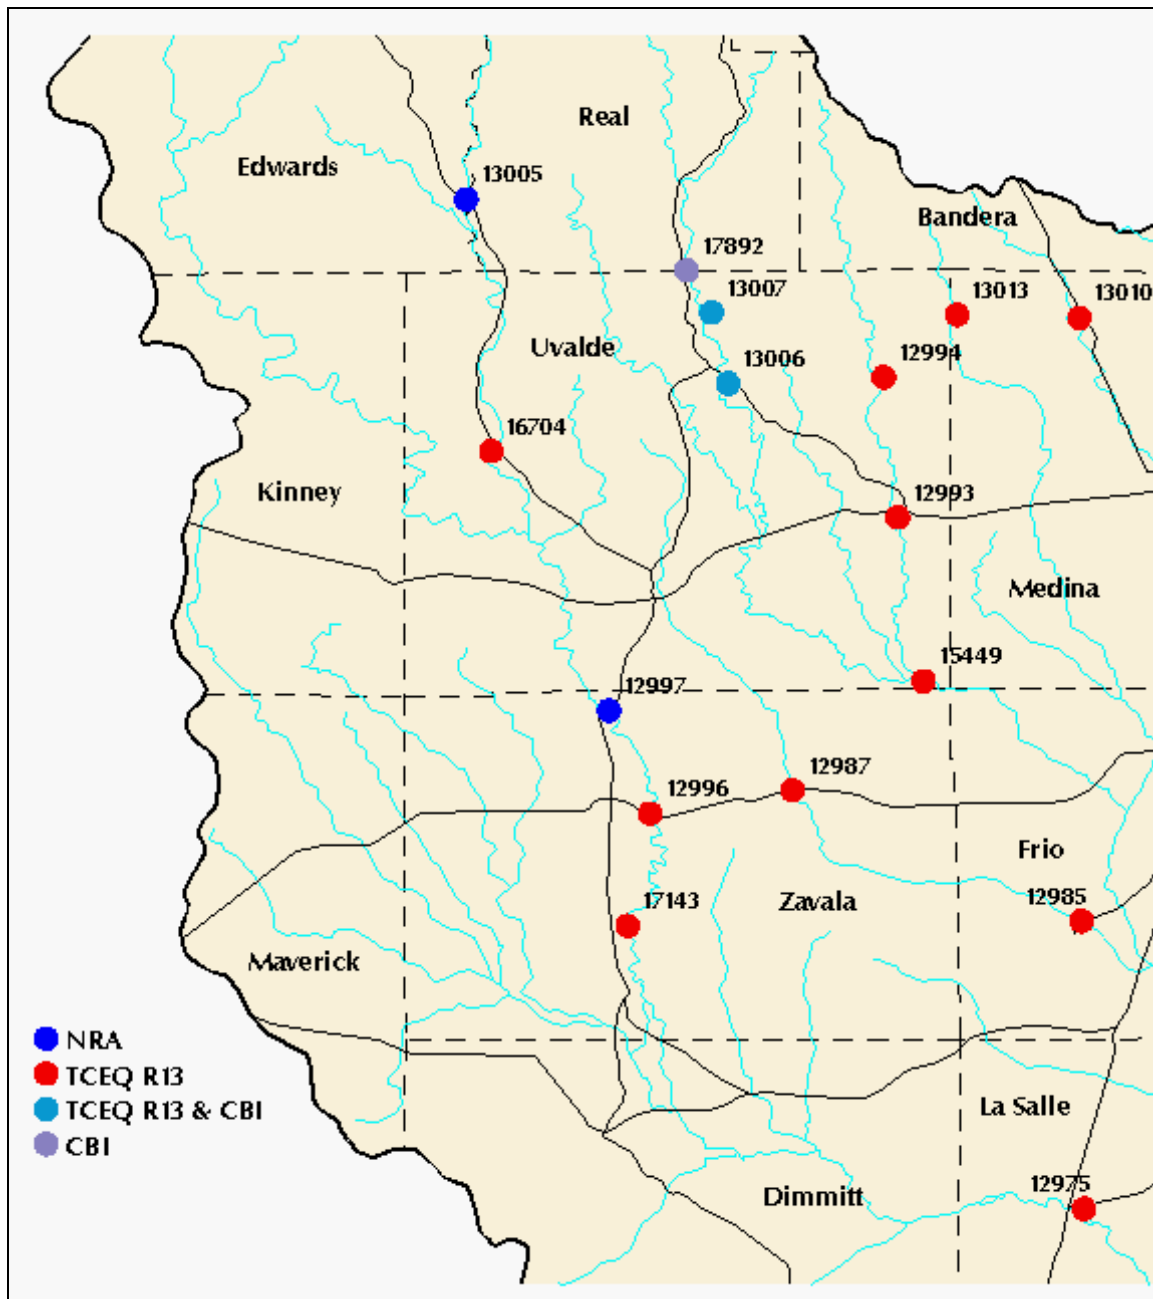 Real
Edwards
13005
Bandera
17892
13007
13013
13010
Uvalde
13006
12994
16704
Kinney
12993
Medina
15449
12997
12987
12996
Frio
12985
17143
Zavala
Maverick
NRA
TCEQ R13
TCEQ R13 & CBI
CBI
La Salle
12975
Dimmitt